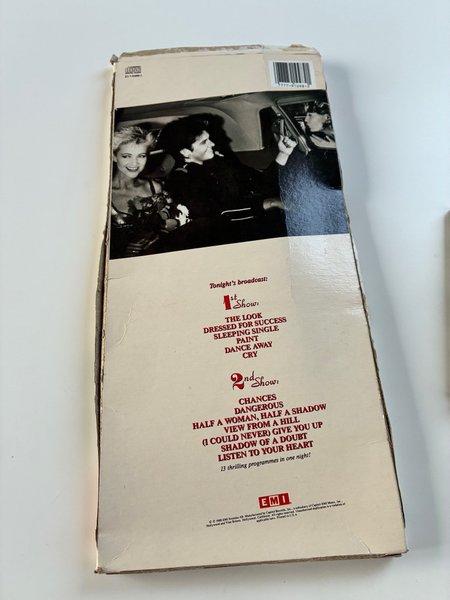 Tonight's broadcast:
1st Show:
THE LOOK
DRESSED FOR SUCCESS
SLEEPING SINGLE
PAINT
DANCE AWAY
CRY
2nd Show:
CHANCES
DANGEROUS
HALF A WOMAN, HALF A SHADOW
VIEW FROM A HILL
(I COULD NEVER) GIVE YOU UP
SHADOW OF A DOUBT
LISTEN TO YOUR HEART
13 thrilling programmes in one night!
EMI